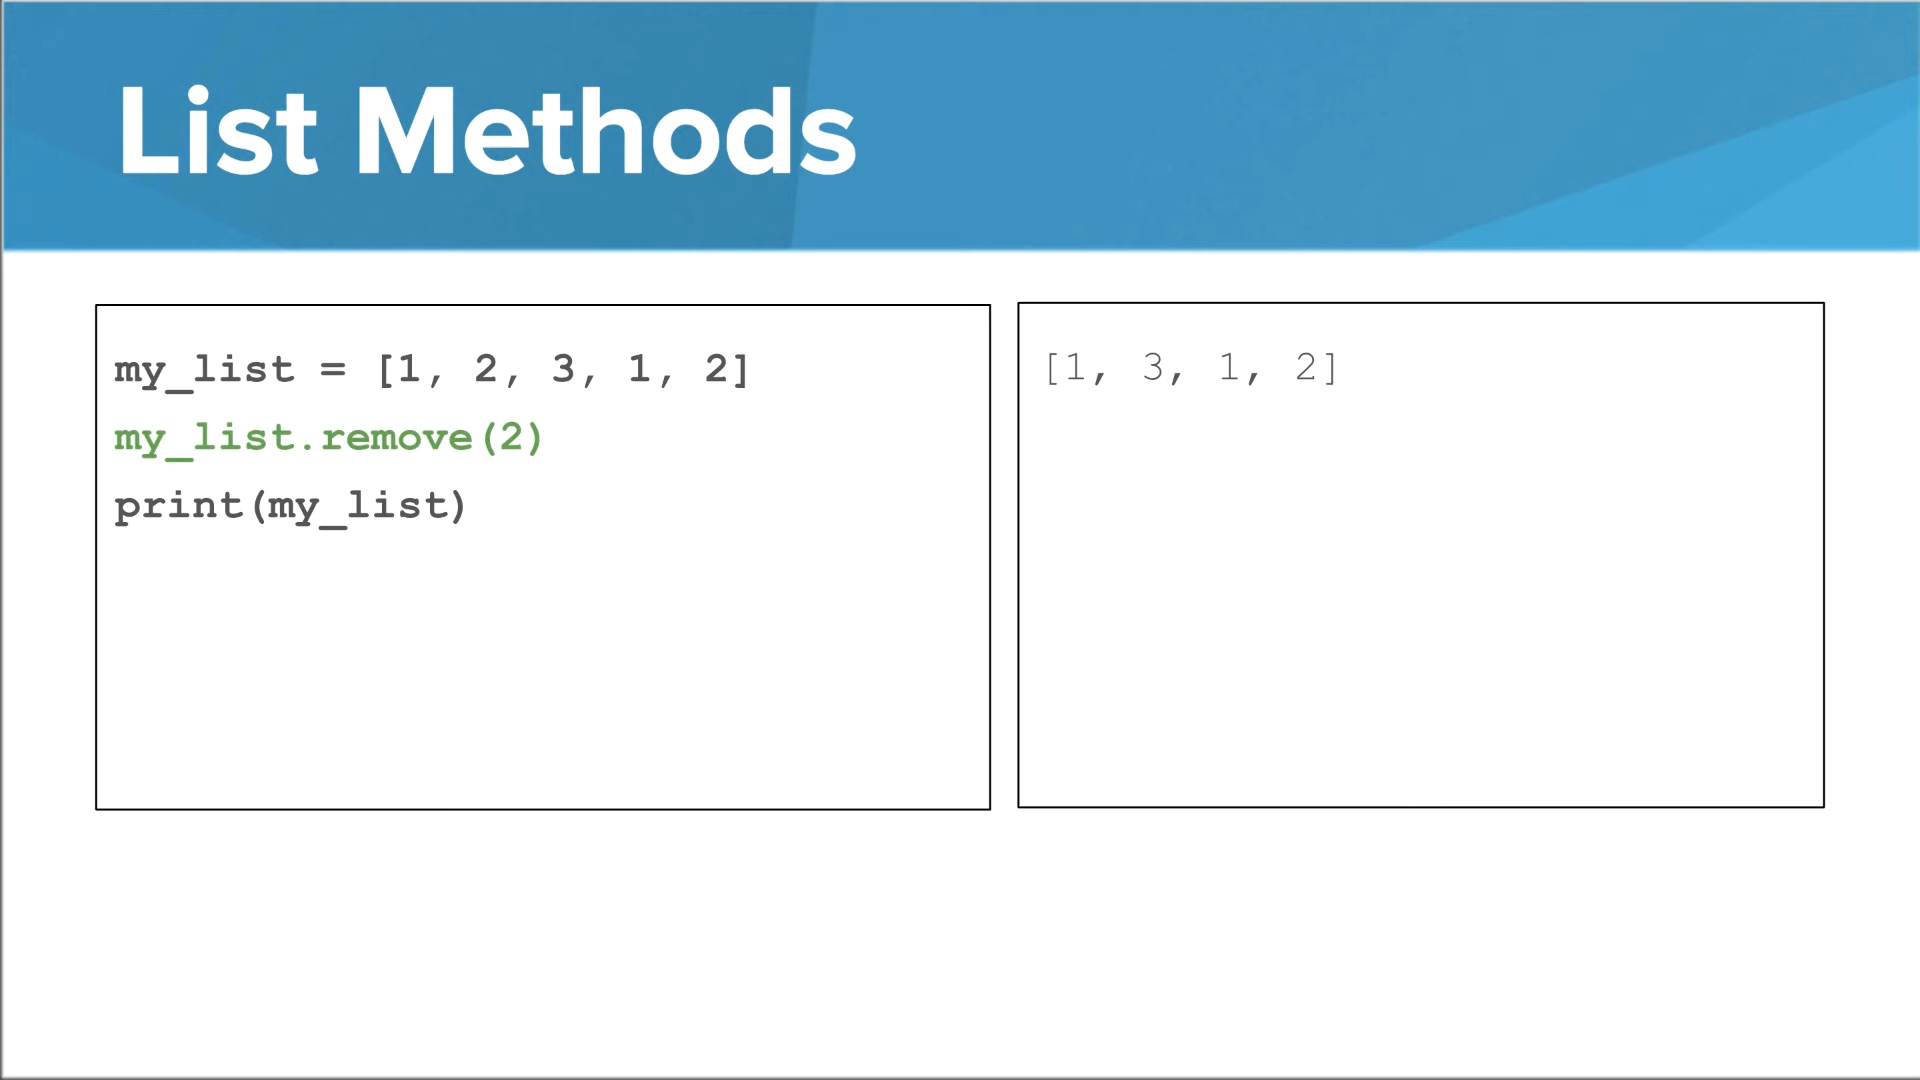 List Methods
my_list = [1, 2, 3, 1, 2]
my_list.remove(2)
print(my_list)
[1, 3, 1, 2]